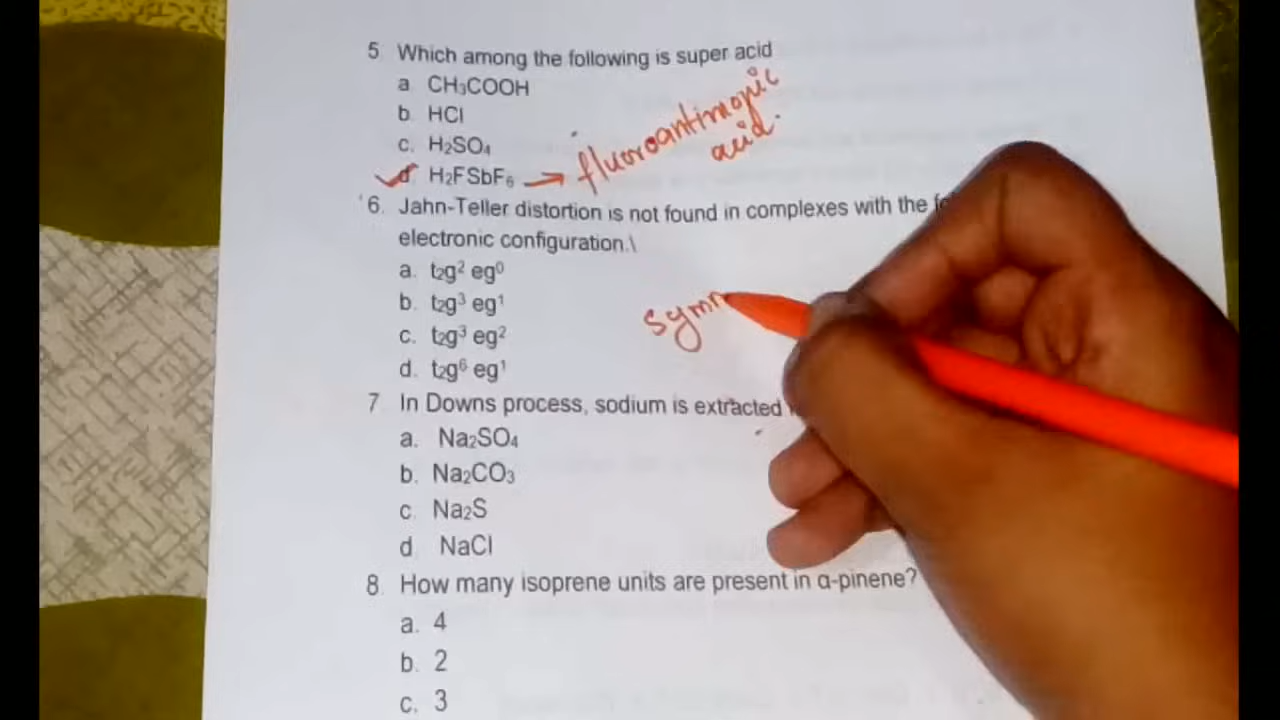 5. Which among the following is super acid
a. CH₃COOH
b. HCl
c. H₂SO₄
d. H₂FSbF₆ → fluoroantimonic acid.
6. Jahn-Teller distortion is not found in complexes with the
electronic configuration.\
a. t₂g² eg⁰
b. t₂g³ eg¹
c. t₂g³ eg²
symm
d. t₂g⁶ eg¹
7 In Downs process, sodium is extracted
a. Na₂SO₄
b. Na₂CO₃
c. Na₂S
d. NaCl
8. How many isoprene units are present in α-pinene?
a. 4
b. 2
c. 3